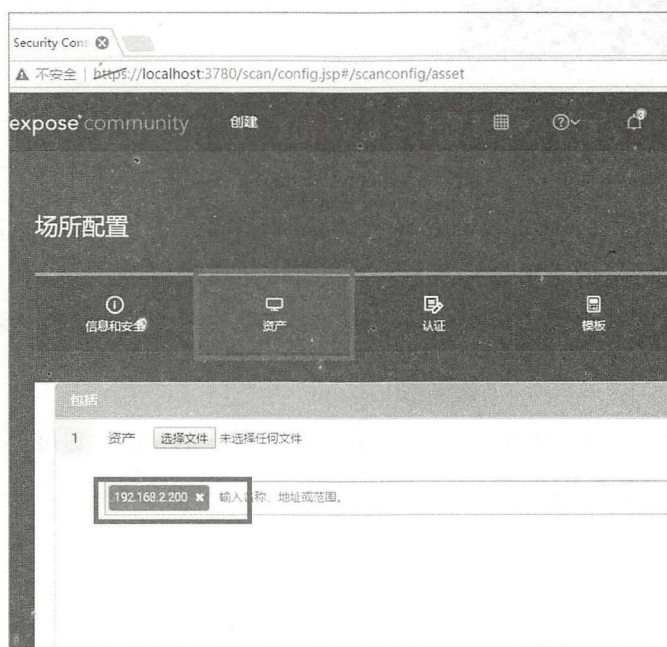 Security Con
不安全 | https://localhost:3780/scan/config.jsp#/scanconfig/asset
expose community 创建 3
场所配置
信息和安全 资产 认证 模板
包括
1 资产 选择文件 未选择任何文件
192.168.2.200 × 输入名称、地址或范围。